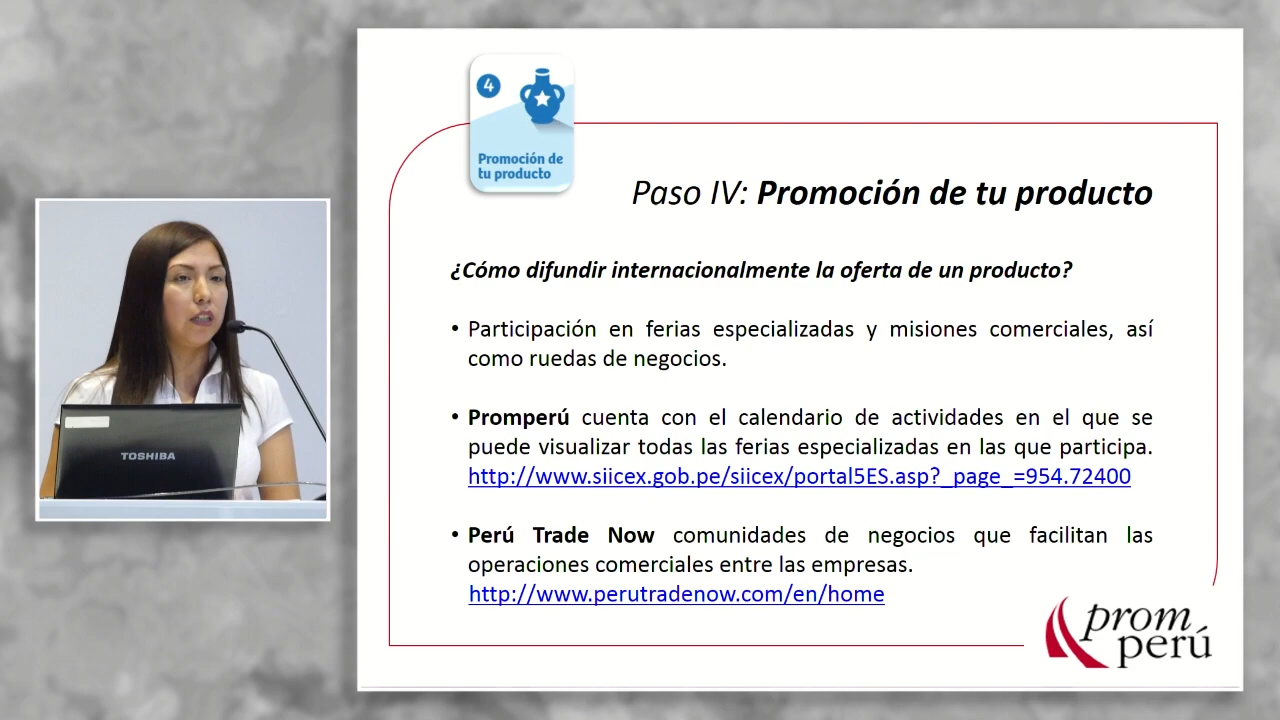 4
Promoción de
tu producto
Paso IV: Promoción de tu producto
¿Cómo difundir internacionalmente la oferta de un producto?
• Participación en ferias especializadas y misiones comerciales, así
como ruedas de negocios.
• Promperú cuenta con el calendario de actividades en el que se
puede visualizar todas las ferias especializadas en las que participa.
http://www.siicex.gob.pe/siicex/portal5ES.asp?_page_=954.72400
• Perú Trade Now comunidades de negocios que facilitan las
operaciones comerciales entre las empresas.
http://www.perutradenow.com/en/home
prom
perú
TOSHIBA